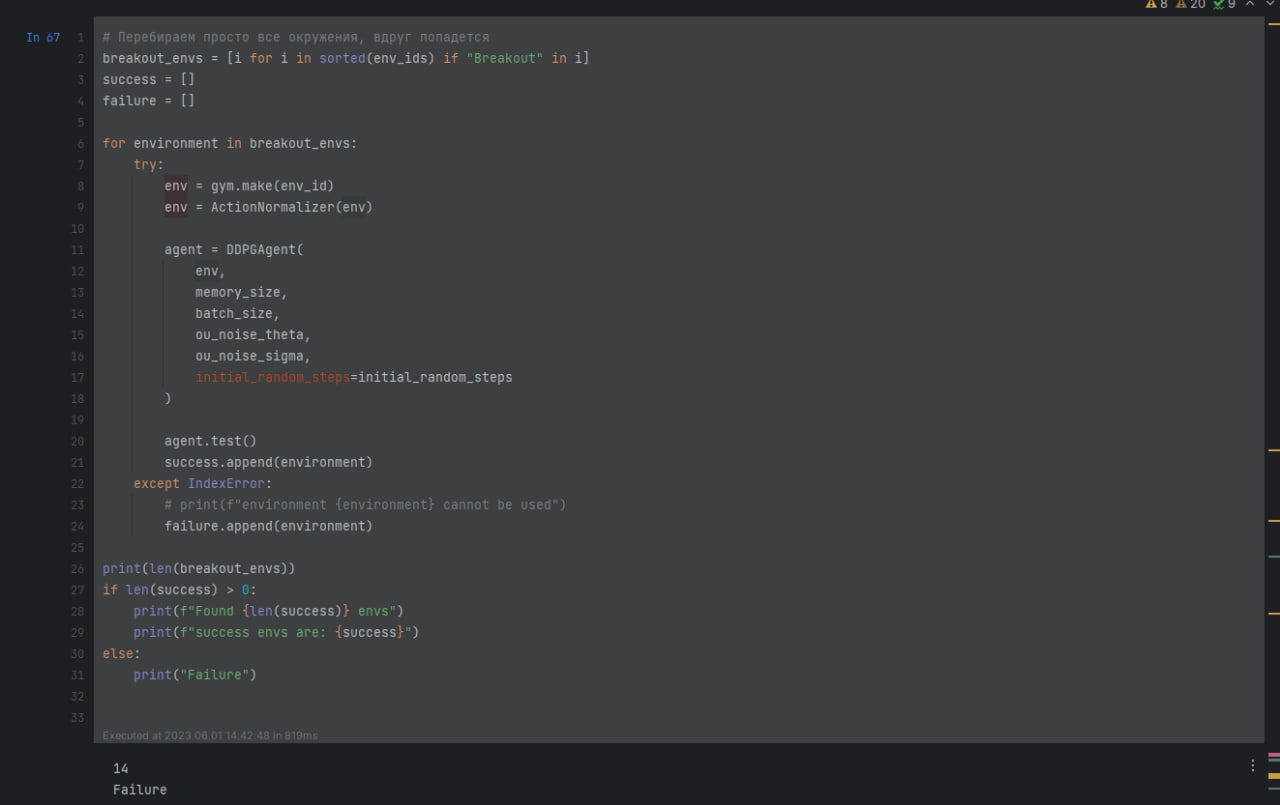 8 20 9
In 67
1 # Перебираем просто все окружения, вдруг попадется
2 breakout_envs = [i for i in sorted(env_ids) if "Breakout" in i]
3 success = []
4 failure = []
5
6 for environment in breakout_envs:
7     try:
8         env = gym.make(env_id)
9         env = ActionNormalizer(env)
10
11         agent = DDPGAgent(
12             env,
13             memory_size,
14             batch_size,
15             ou_noise_theta,
16             ou_noise_sigma,
17             initial_random_steps=initial_random_steps
18         )
19
20         agent.test()
21         success.append(environment)
22     except IndexError:
23         # print(f"environment {environment} cannot be used")
24         failure.append(environment)
25
26 print(len(breakout_envs))
27 if len(success) > 0:
28     print(f"Found {len(success)} envs")
29     print(f"success envs are: {success}")
30 else:
31     print("Failure")
32
33
Executed at 2023.06.01 14:42:48 in 819ms
14
Failure